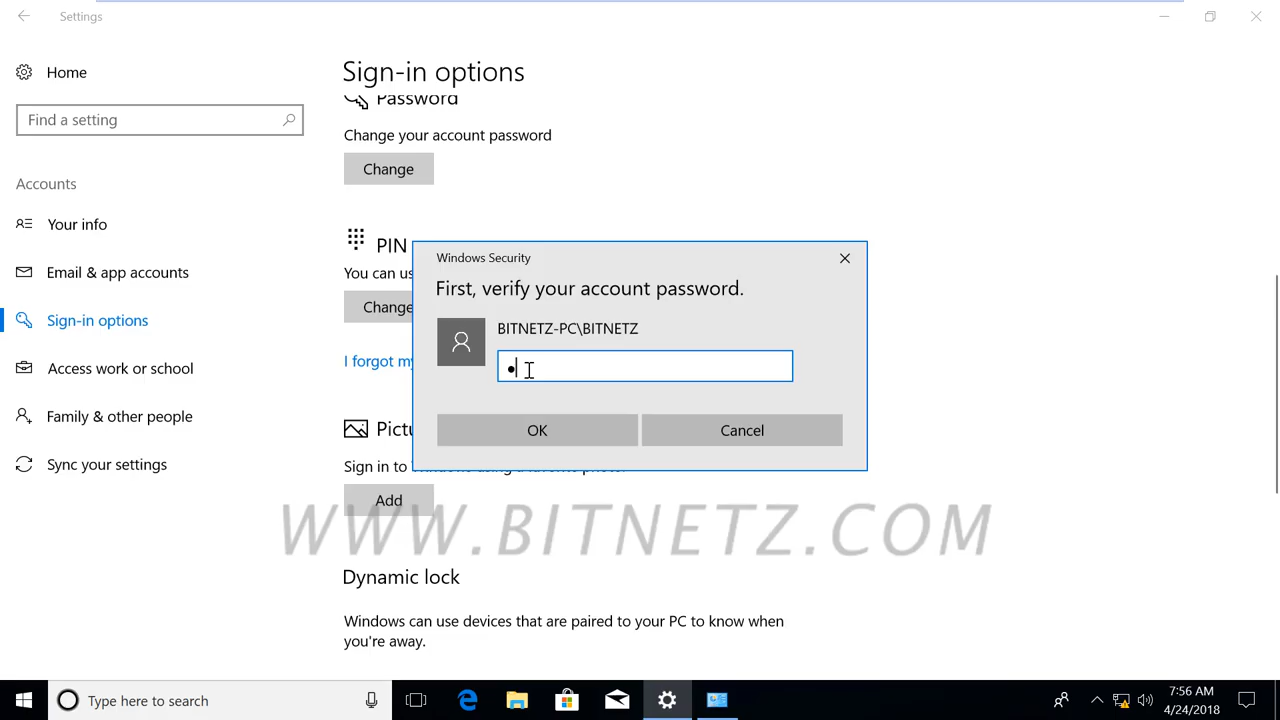 Settings
Home
Find a setting
Accounts
Your info
Email & app accounts
Sign-in options
Access work or school
Family & other people
Sync your settings
Sign-in options
Password
Change your account password
Change
PIN
You can us
Change
I forgot my
Windows Security
First, verify your account password.
BITNETZ-PC\BITNETZ
OK
Cancel
Pictu
Sign in to Windows using a favorite photo.
Add
WWW.BITNETZ.COM
Dynamic lock
Windows can use devices that are paired to your PC to know when
you're away.
Type here to search
7:56 AM
4/24/2018